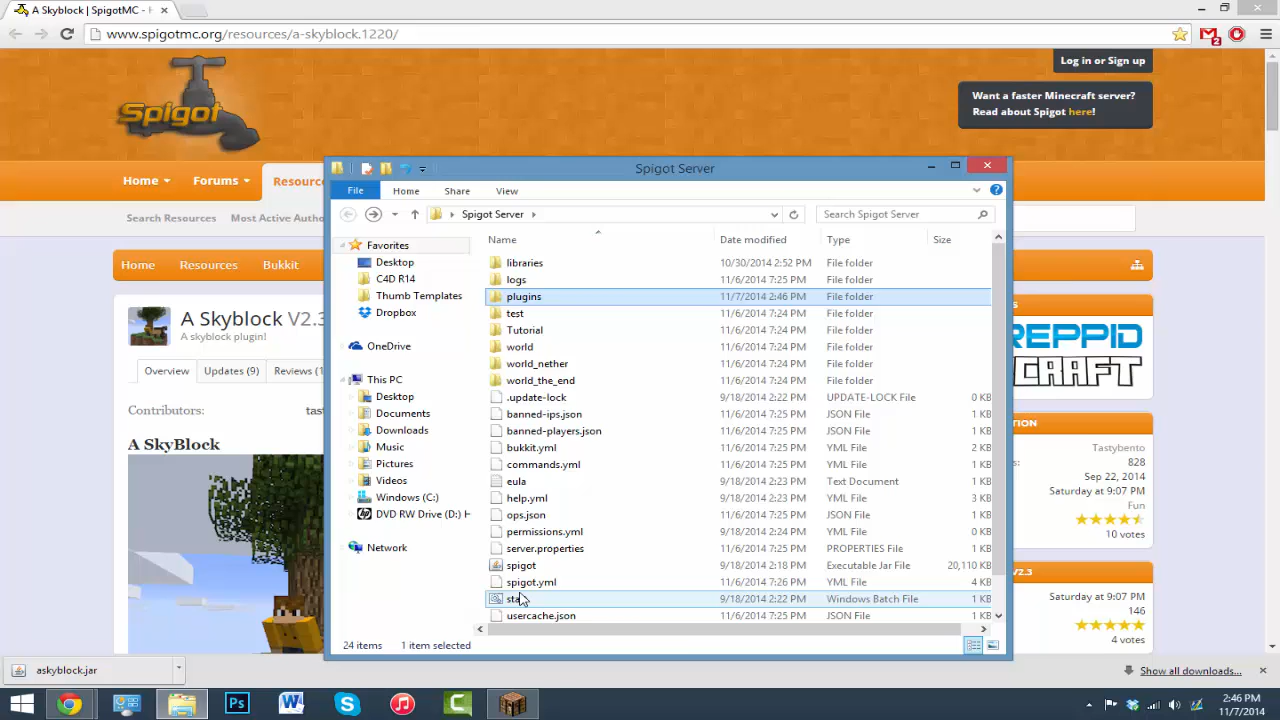 A Skyblock | SpigotMC - H
www.spigotmc.org/resources/a-skyblock.1220/
2
Spigot
Log in or Sign up
Want a faster Minecraft server?
Read about Spigot here!
Home Forums Resourc
Search Resources Most Active Autho
Home Resources Bukkit
A Skyblock V2.3
A skyblock plugin!
Overview Updates (9) Reviews (1
Contributors: tast
A SkyBlock
Spigot Server
File Home Share View
Spigot Server
Search Spigot Server
Favorites
Desktop
C4D R14
Thumb Templates
Dropbox
OneDrive
This PC
Desktop
Documents
Downloads
Music
Pictures
Videos
Windows (C:)
DVD RW Drive (D:) H
Network
Name Date modified Type Size
libraries 10/30/2014 2:52 PM File folder
logs 11/6/2014 7:25 PM File folder
plugins 11/7/2014 2:46 PM File folder
test 11/6/2014 7:24 PM File folder
Tutorial 11/6/2014 7:24 PM File folder
world 11/6/2014 7:24 PM File folder
world_nether 11/6/2014 7:24 PM File folder
world_the_end 11/6/2014 7:24 PM File folder
.update-lock 9/18/2014 2:22 PM UPDATE-LOCK File 0 KB
banned-ips.json 11/6/2014 7:25 PM JSON File 1 KB
banned-players.json 11/6/2014 7:25 PM JSON File 1 KB
bukkit.yml 11/6/2014 7:25 PM YML File 2 KB
commands.yml 11/6/2014 7:25 PM YML File 1 KB
eula 9/18/2014 2:23 PM Text Document 1 KB
help.yml 9/18/2014 2:23 PM YML File 3 KB
ops.json 11/6/2014 7:25 PM JSON File 1 KB
permissions.yml 9/18/2014 2:24 PM YML File 0 KB
server.properties 11/6/2014 7:25 PM PROPERTIES File 1 KB
spigot 9/18/2014 2:18 PM Executable Jar File 20,110 KB
spigot.yml 11/6/2014 7:26 PM YML File 4 KB
sta 9/18/2014 2:22 PM Windows Batch File 1 KB
usercache.json 11/6/2014 7:25 PM JSON File 1 KB
24 items 1 item selected
S
REPPID
CRAFT
TION
Tastybento
s: 828
Sep 22, 2014
Saturday at 9:07 PM
Fun
10 votes
V2.3
Saturday at 9:07 PM
146
4 votes
askyblock.jar
Show all downloads...
Ps
2:46 PM
11/7/2014